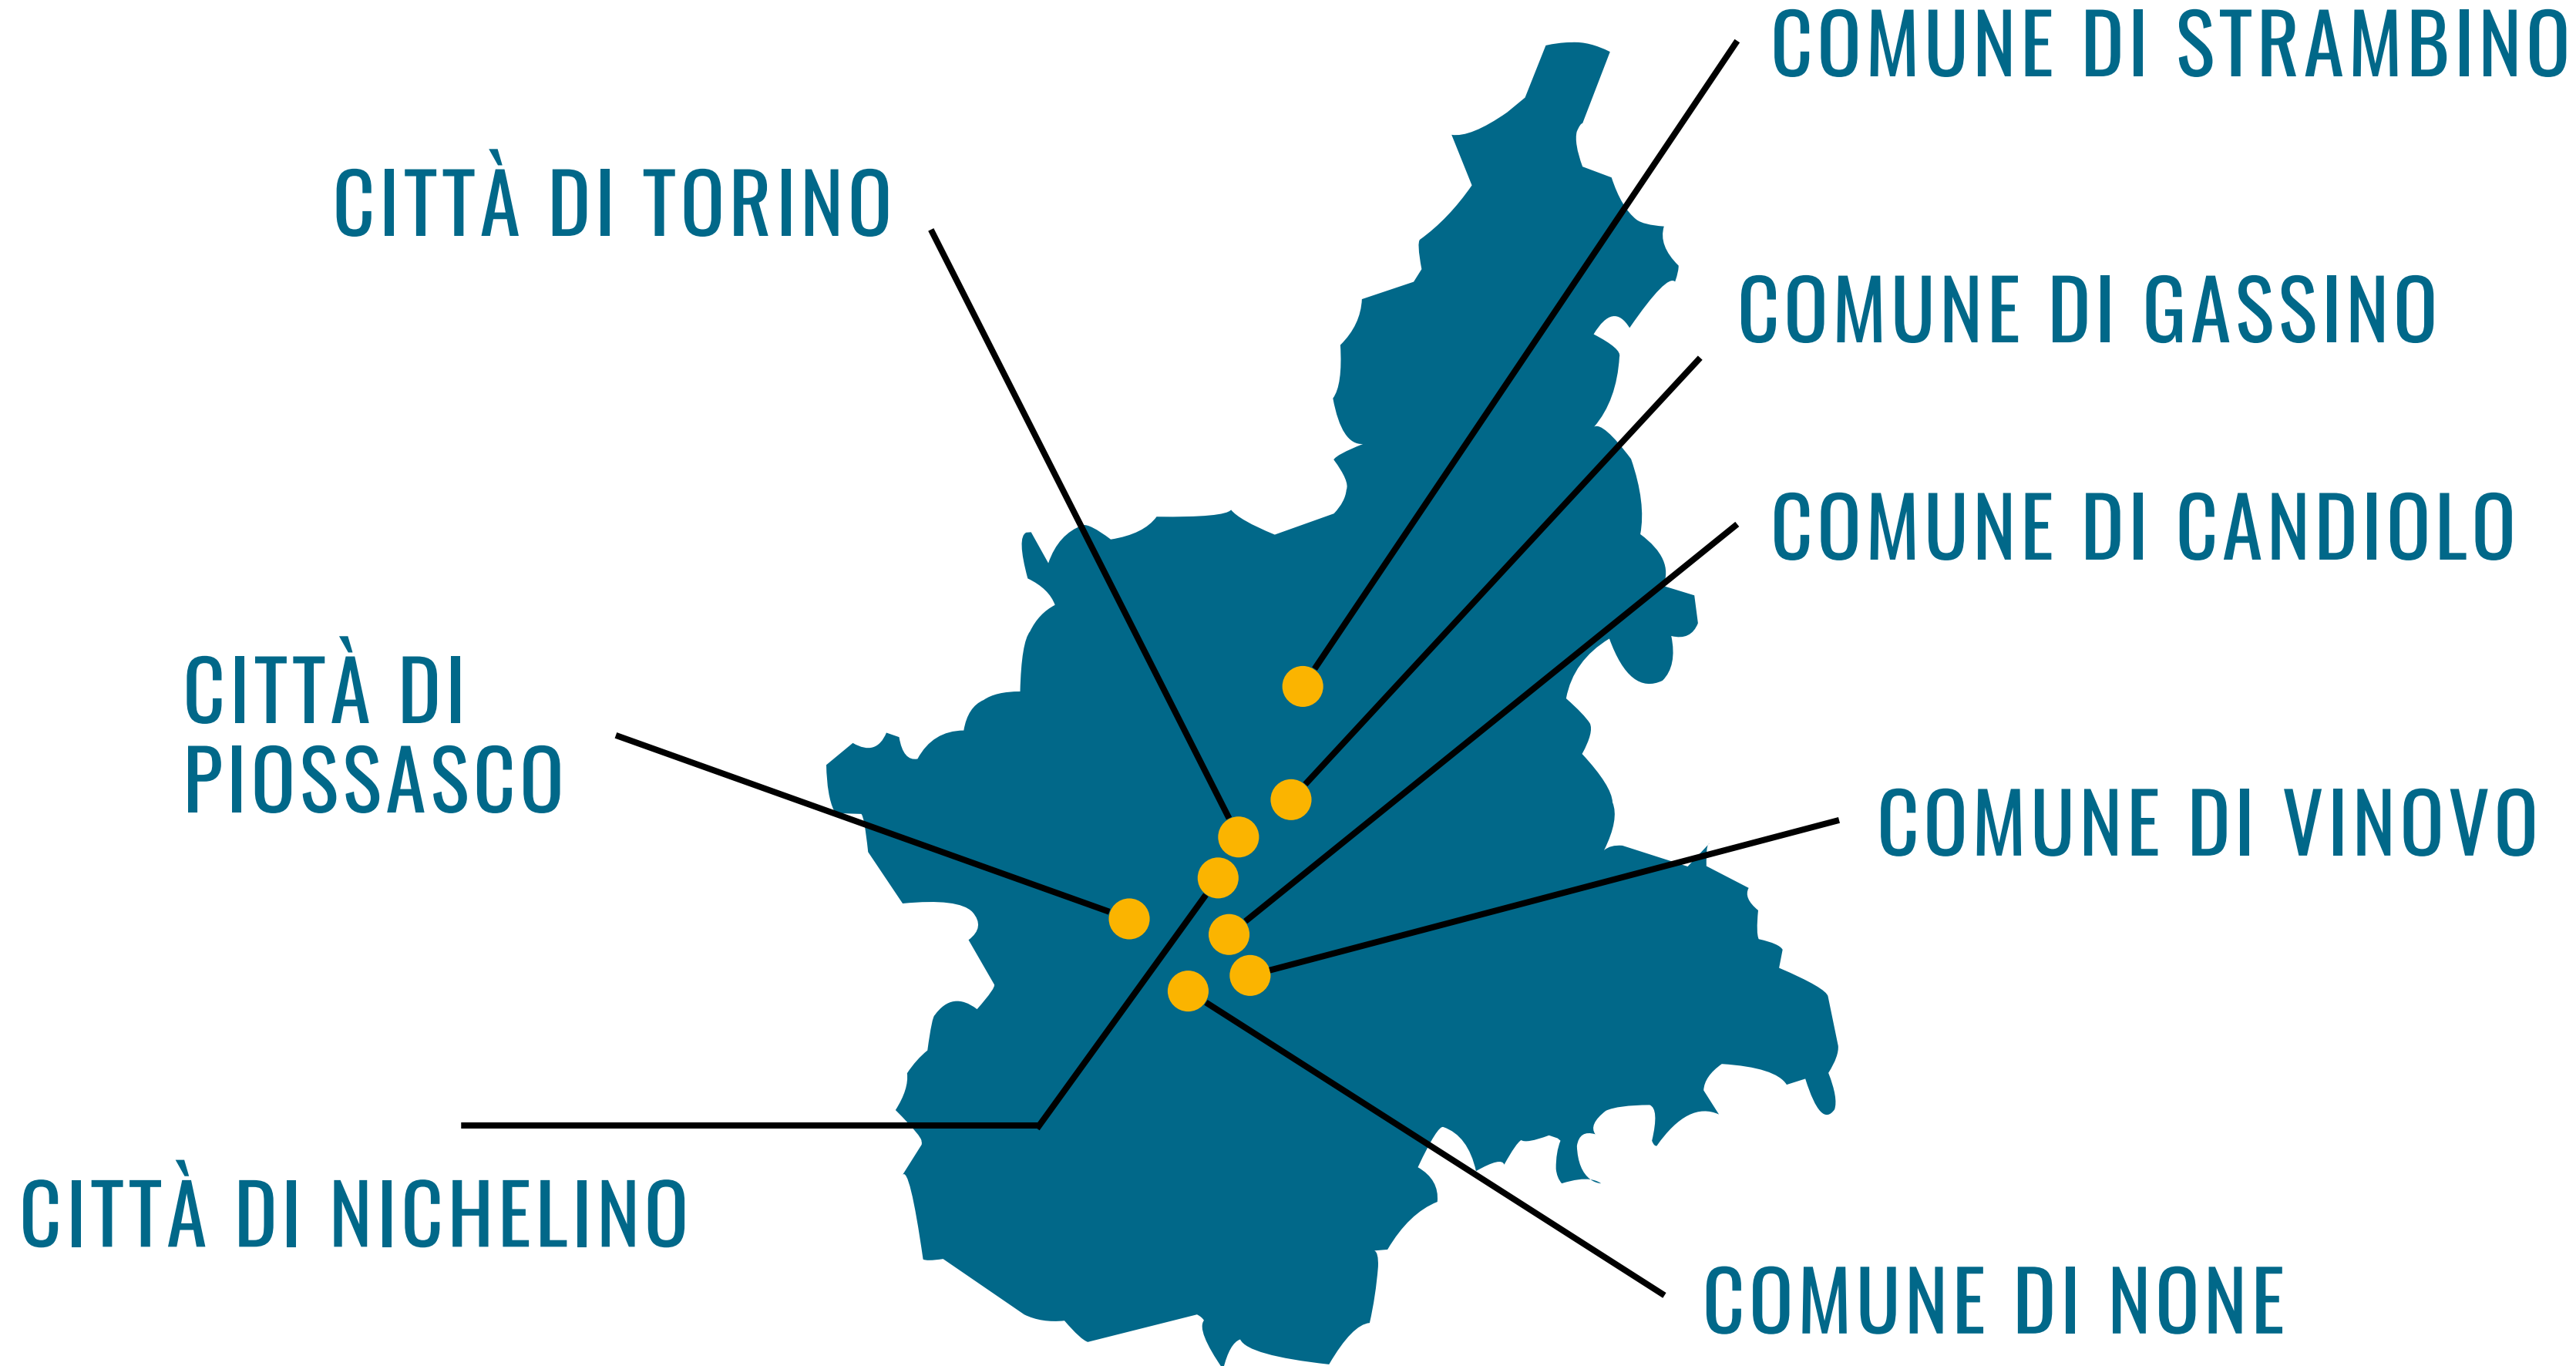 COMUNE DI STRAMBINO
CITTÀ DI TORINO
COMUNE DI GASSINO
COMUNE DI CANDIOLO
CITTÀ DI
PIOSSASCO
COMUNE DI VINOVO
CITTÀ DI NICHELINO
COMUNE DI NONE